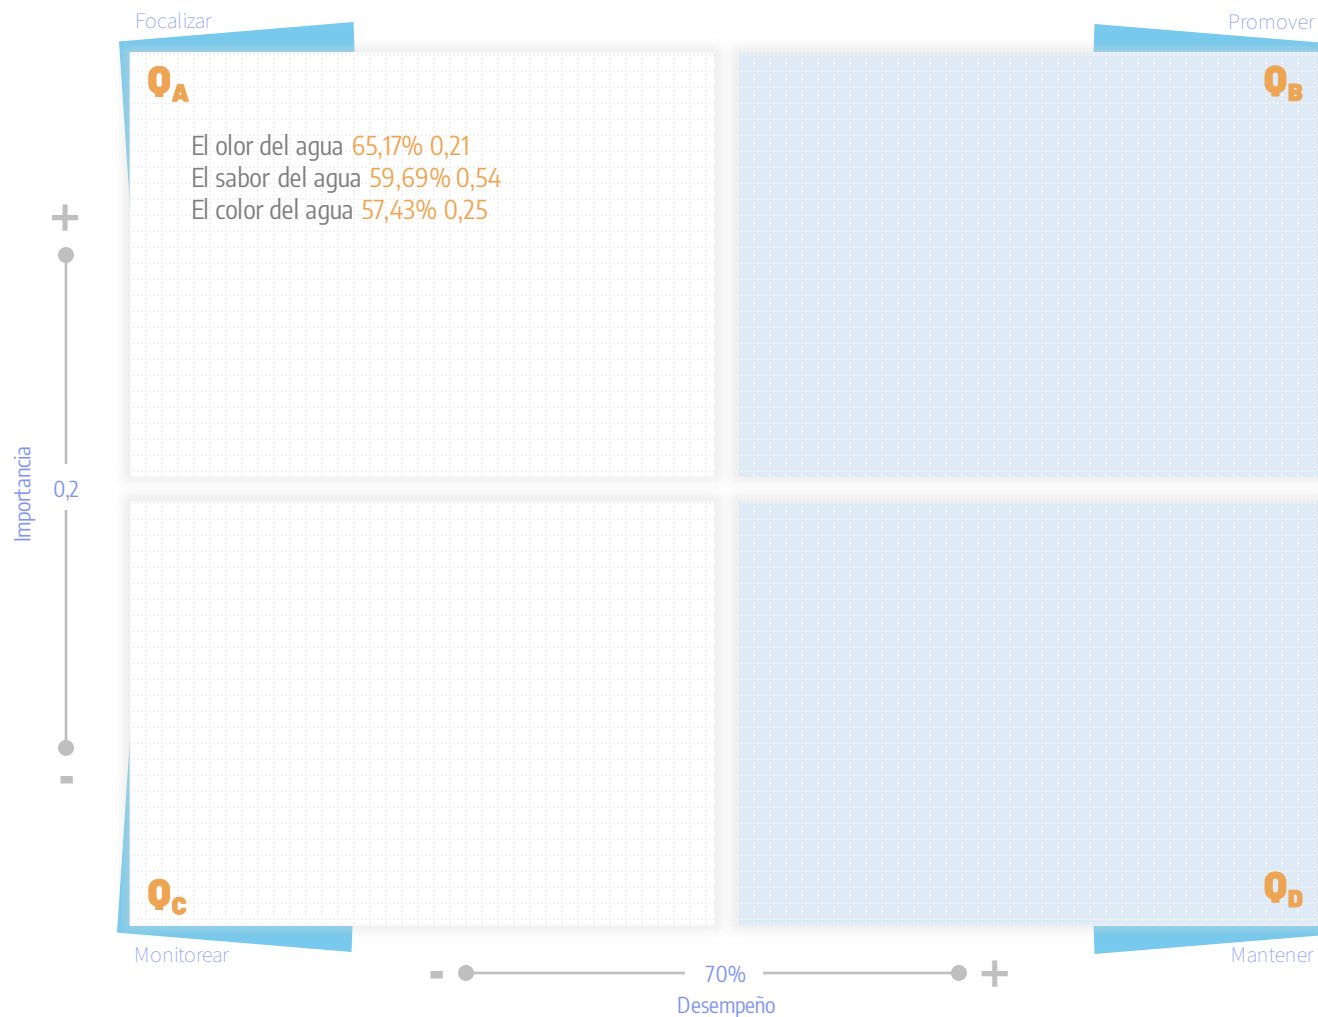 Focalizar
Promover
QA
QB
El olor del agua 65,17% 0,21
El sabor del agua 59,69% 0,54
El color del agua 57,43% 0,25
+
Importancia
0,2
-
QC
QD
Monitorear
Mantener
- 70% +
Desempeño